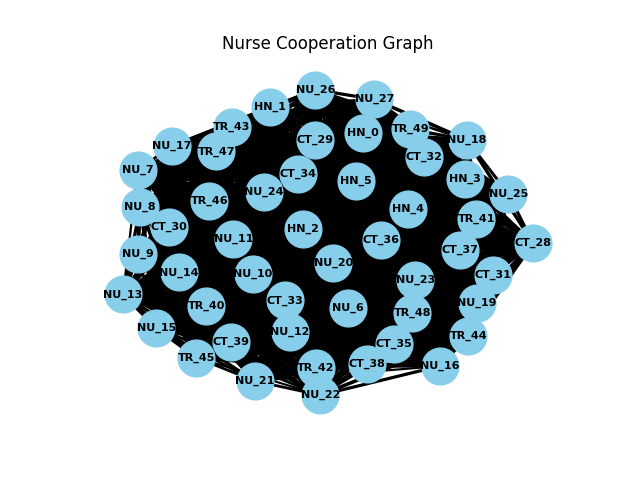 Nurse Cooperation Graph
NU_26
NU_27
HN_1
TR_43
TR_49
HN_0
CT_29
NU_18
NU_17
TR_47
CT_32
NU_7
CT_34
HN_5
HN_3
NU_24
NU_25
TR_46
NU_8
HN_4
TR_41
CT_30
HN_2
NU_11
CT_36
CT_28
CT_37
NU_9
NU_20
NU_14
NU_10
CT_31
NU_23
NU_13
CT_33
NU_19
TR_40
NU_6
TR_48
NU_15
NU_12
TR_44
CT_39
CT_35
TR_45
CT_38
NU_16
TR_42
NU_21
NU_22